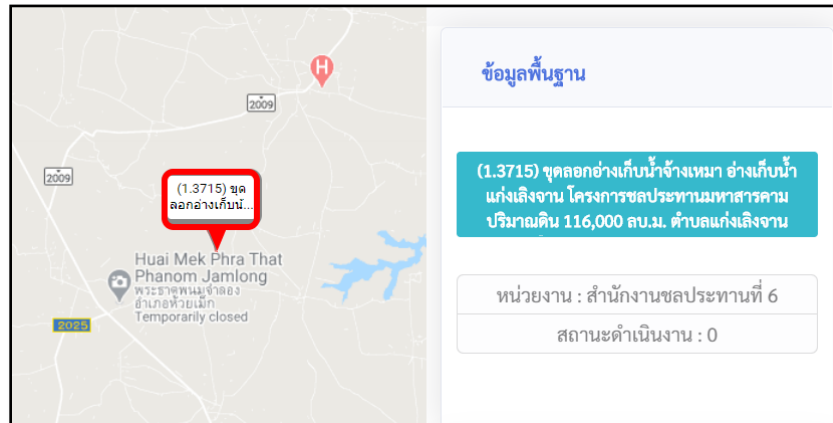 H
2009
2009
(1.3715) ขุด
ลอกอ่างเก็บน้...
Huai Mek Phra That
Phanom Jamlong
พระธาตุพนมจำลอง
อำเภอห้วยเม็ก
Temporarily closed
2025
ข้อมูลพื้นฐาน
(1.3715) ขุดลอกอ่างเก็บน้ำจ้างเหมา อ่างเก็บน้ำ
แก่งเลิงจาน โครงการชลประทานมหาสารคาม
ปริมาณดิน 116,000 ลบ.ม. ตำบลแก่งเลิงจาน
หน่วยงาน : สำนักงานชลประทานที่ 6
สถานะดำเนินงาน : 0